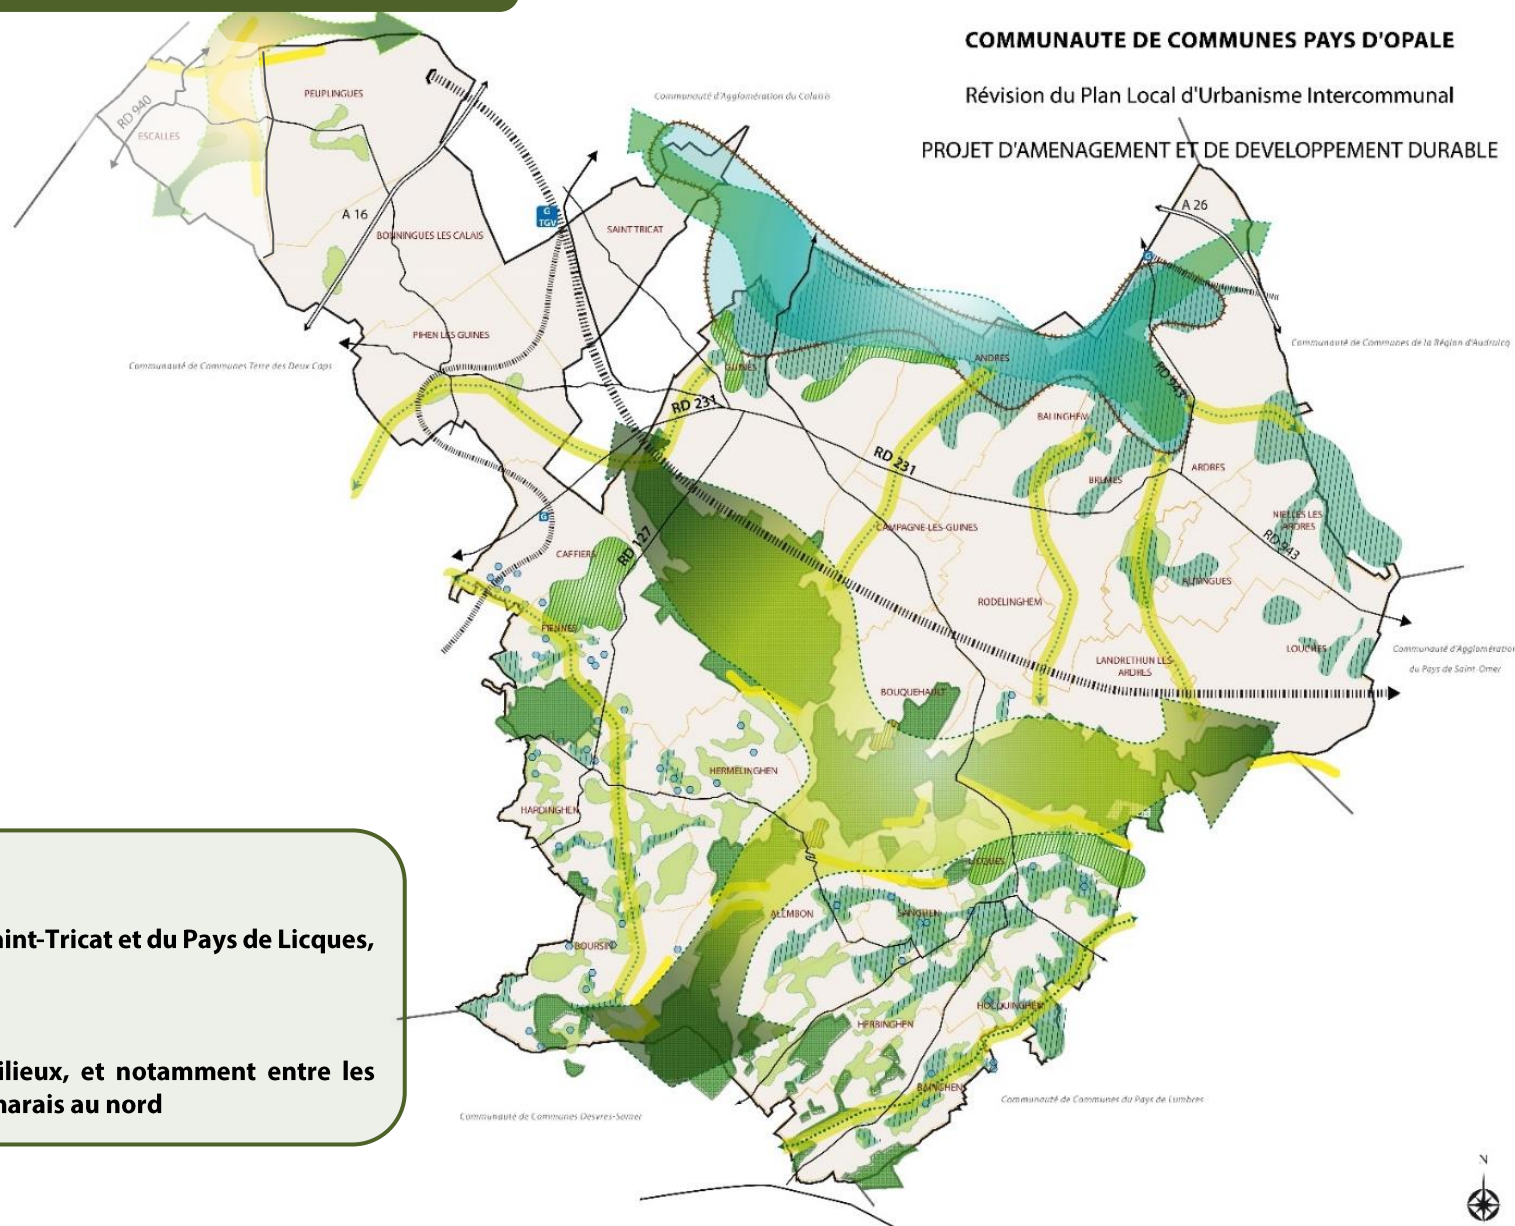 COMMUNAUTE DE COMMUNES PAYS D'OPALE
Révision du Plan Local d'Urbanisme Intercommunal
PROJET D'AMENAGEMENT ET DE DEVELOPPEMENT DURABLE
Communauté d'Agglomération du Calaisis
PEUPLINGUES
RD 940
ESCALLES
A 16
BONNINGUES LES CALAIS
G
TGV
SAINT TRICAT
A 26
G
PIHEN LES GUINES
Communauté de Communes Terre des Deux Caps
Communauté de Communes de la Région d'Audruicq
GUINES
ANDRES
RD 943
RD 231
BALINGHEM
RD 231
ARDRES
BREMES
CAMPAGNE-LES-GUINES
NIELLES LES
ARDRES
G
RD 943
CAFFIERS
RD 127
AUTINGUES
RODELINGHEM
FIENNES
LOUCHES
Communauté d'Agglomération
du Pays de Saint-Omer
LANDRETHUN LES
ARDRES
BOUQUEHAULT
HERMELINGHEN
HARDINGHEN
LICQUES
ALEMBON
SANGHEN
BOURSIN
aint-Tricat et du Pays de Licques,
HOCQUINGHEN
HERBINGHEN
ilieux, et notamment entre les
narais au nord
BAINGHEN
Communauté de Communes du Pays de Lumbres
Communauté de Communes Desvres-Samer
N